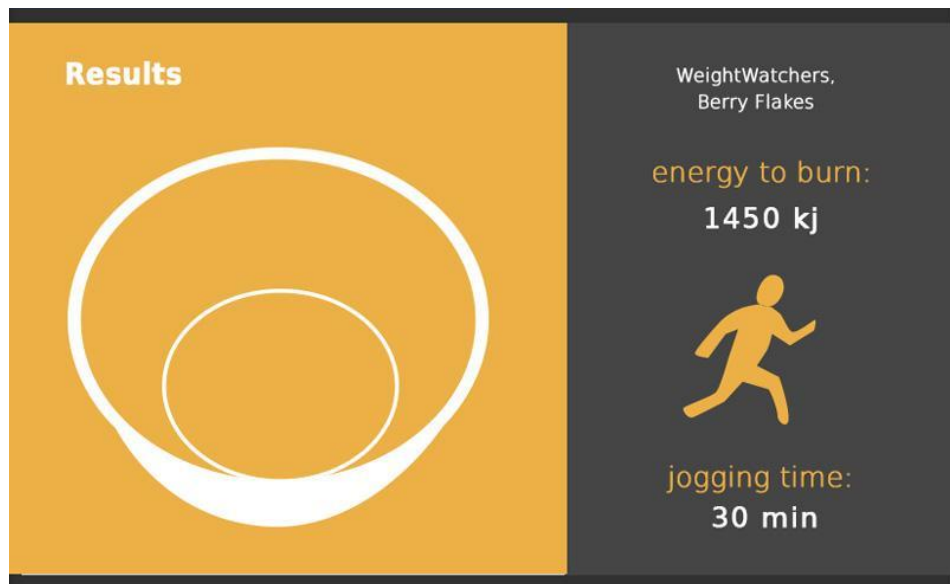 Results
WeightWatchers,
Berry Flakes
energy to burn:
1450 kj
jogging time:
30 min